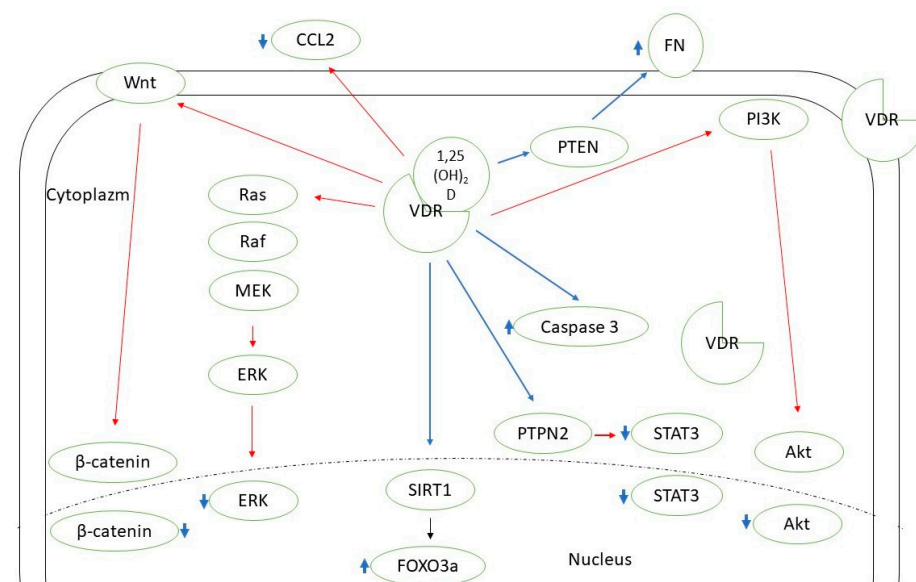 CCL2
FN
Wnt
PI3K
VDR
1,25
(OH)₂
D
PTEN
Cytoplazm
Ras
VDR
Raf
MEK
Caspase 3
VDR
ERK
PTPN2
STAT3
β-catenin
Akt
SIRT1
ERK
STAT3
β-catenin
Akt
FOXO3a
Nucleus